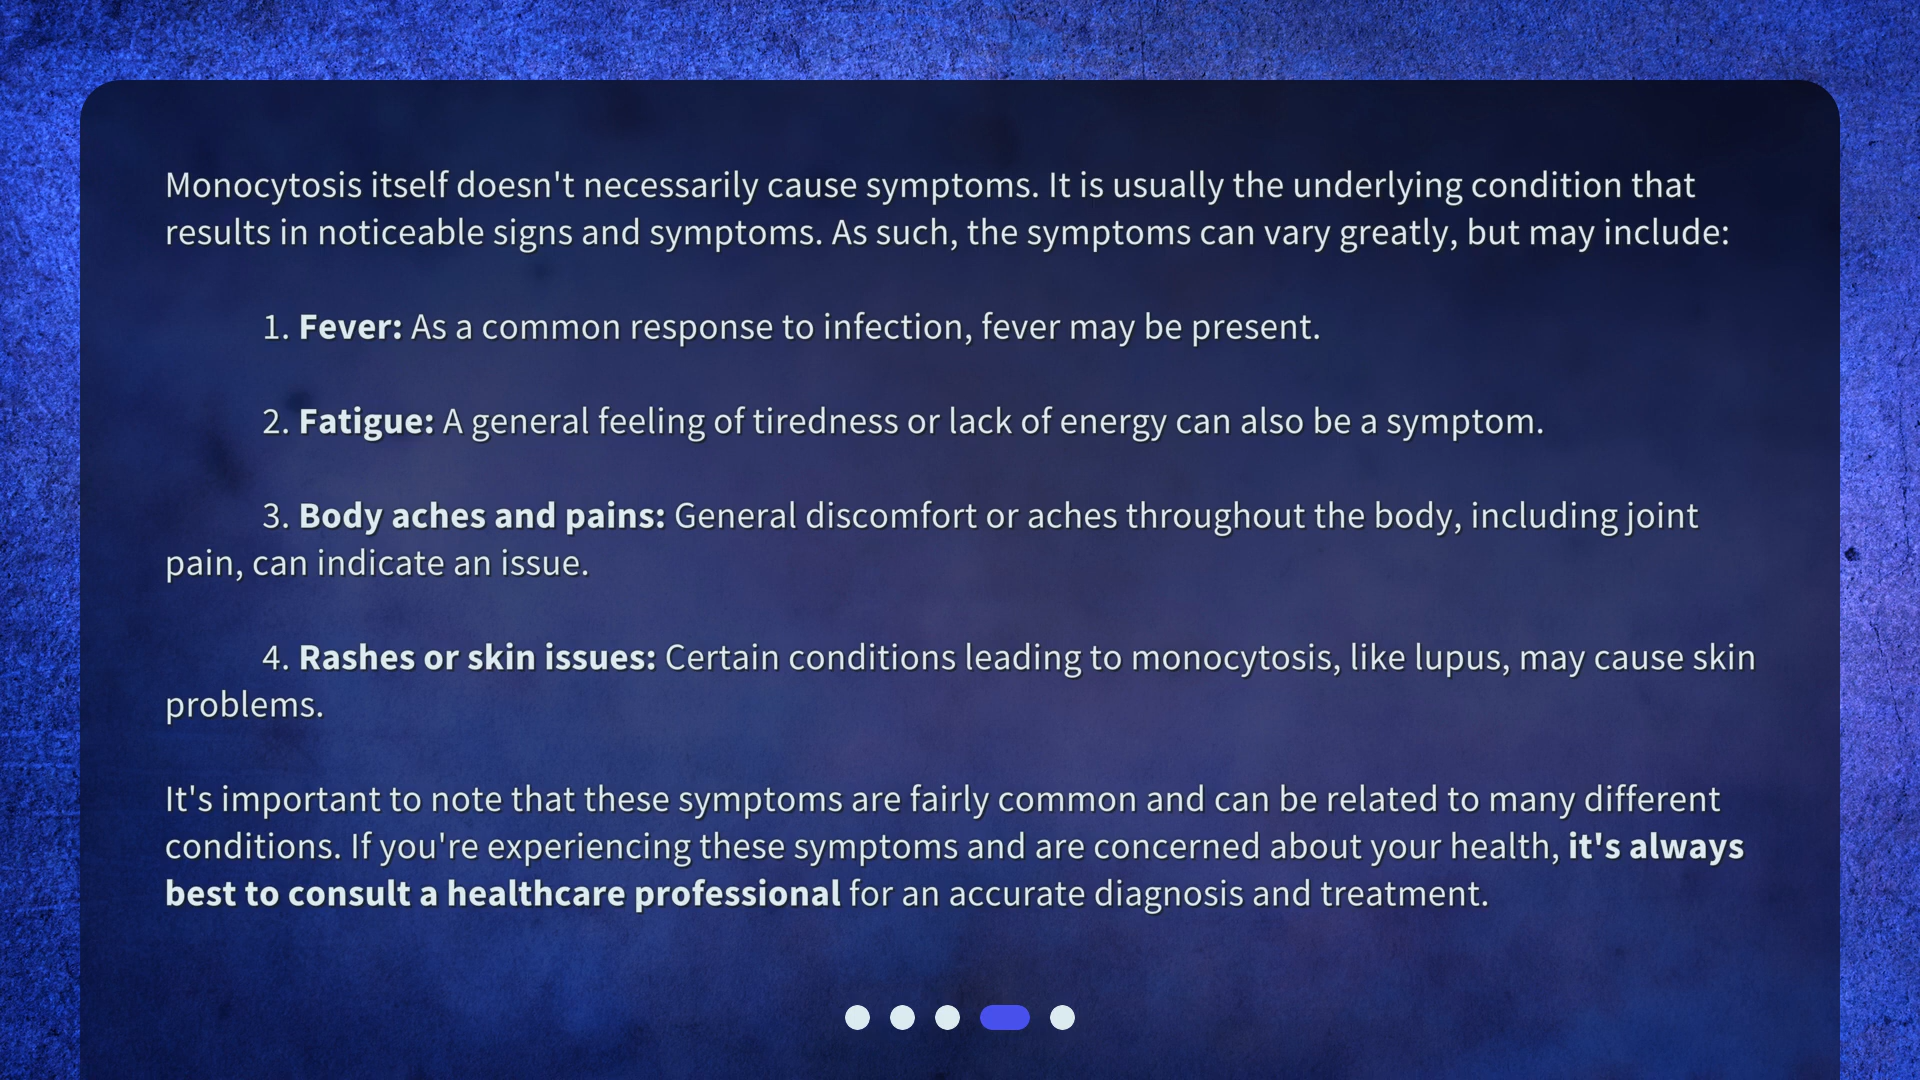 Monocytosis itself doesn't necessarily cause symptoms. It is usually the underlying condition that
results in noticeable signs and symptoms. As such, the symptoms can vary greatly, but may include:
1. Fever: As a common response to infection, fever may be present.
2. Fatigue: A general feeling of tiredness or lack of energy can also be a symptom.
3. Body aches and pains: General discomfort or aches throughout the body, including joint
pain, can indicate an issue.
4. Rashes or skin issues: Certain conditions leading to monocytosis, like lupus, may cause skin
problems.
It's important to note that these symptoms are fairly common and can be related to many different
conditions. If you're experiencing these symptoms and are concerned about your health, it's always
best to consult a healthcare professional for an accurate diagnosis and treatment.